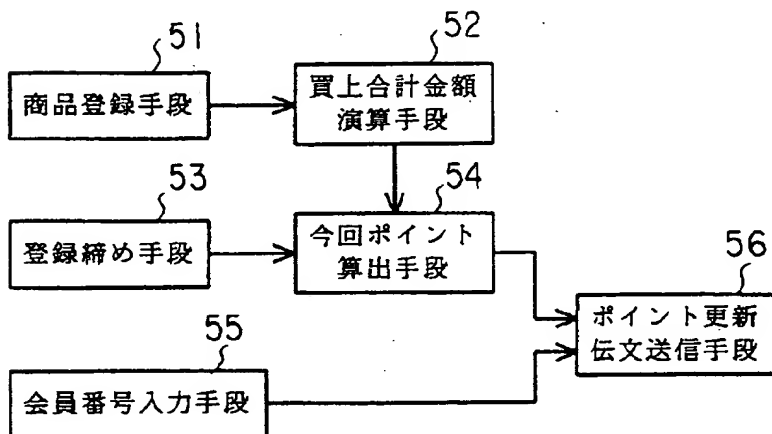 51
商品登録手段
52
買上合計金額
演算手段
53
登録締め手段
54
今回ポイント
算出手段
55
会員番号入力手段
56
ポイント更新
伝文送信手段